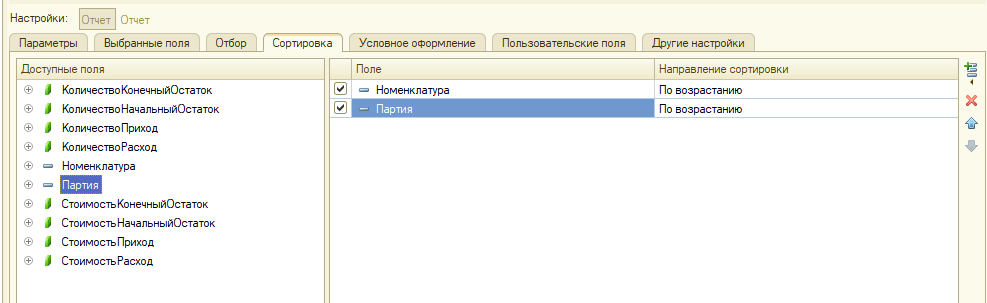 Настройки: Отчет Отчет
Параметры Выбранные поля Отбор Сортировка Условное оформление Пользовательские поля Другие настройки
Доступные поля
КоличествоКонечныйОстаток
КоличествоНачальныйОстаток
КоличествоПриход
КоличествоРасход
Номенклатура
Партия
СтоимостьКонечныйОстаток
СтоимостьНачальныйОстаток
СтоимостьПриход
СтоимостьРасход
Поле Направление сортировки
Номенклатура По возрастанию
Партия По возрастанию